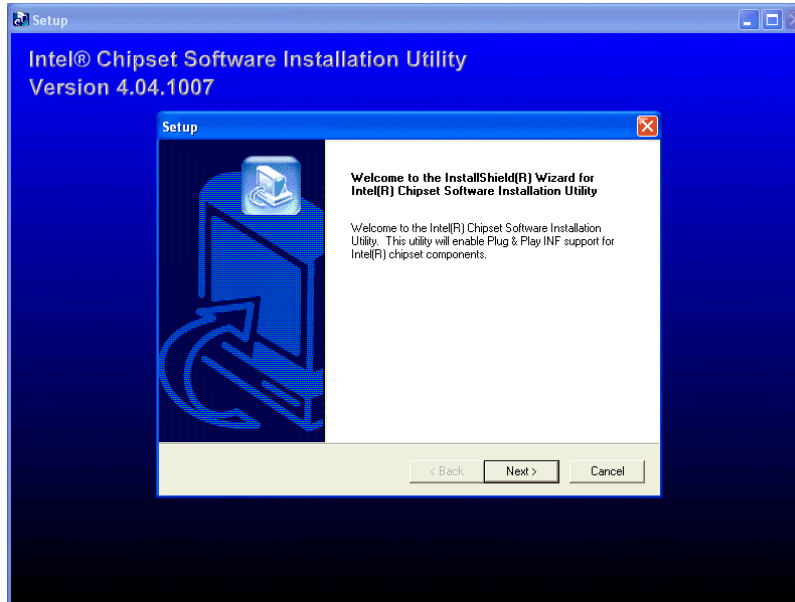 Setup
Intel® Chipset Software Installation Utility
Version 4.04.1007
Setup
Welcome to the InstallShield(R) Wizard for
Intel(R) Chipset Software Installation Utility
Welcome to the Intel(R) Chipset Software Installation
Utility. This utility will enable Plug & Play INF support for
Intel(R) chipset components.
< Back
Next >
Cancel